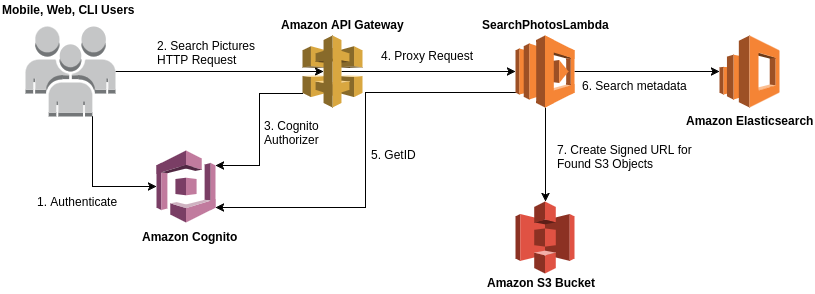 Mobile, Web, CLI Users
Amazon API Gateway
SearchPhotosLambda
2. Search Pictures
HTTP Request
4. Proxy Request
6. Search metadata
Amazon Elasticsearch
3. Cognito
Authorizer
5. GetID
7. Create Signed URL for
Found S3 Objects
1. Authenticate
Amazon Cognito
Amazon S3 Bucket